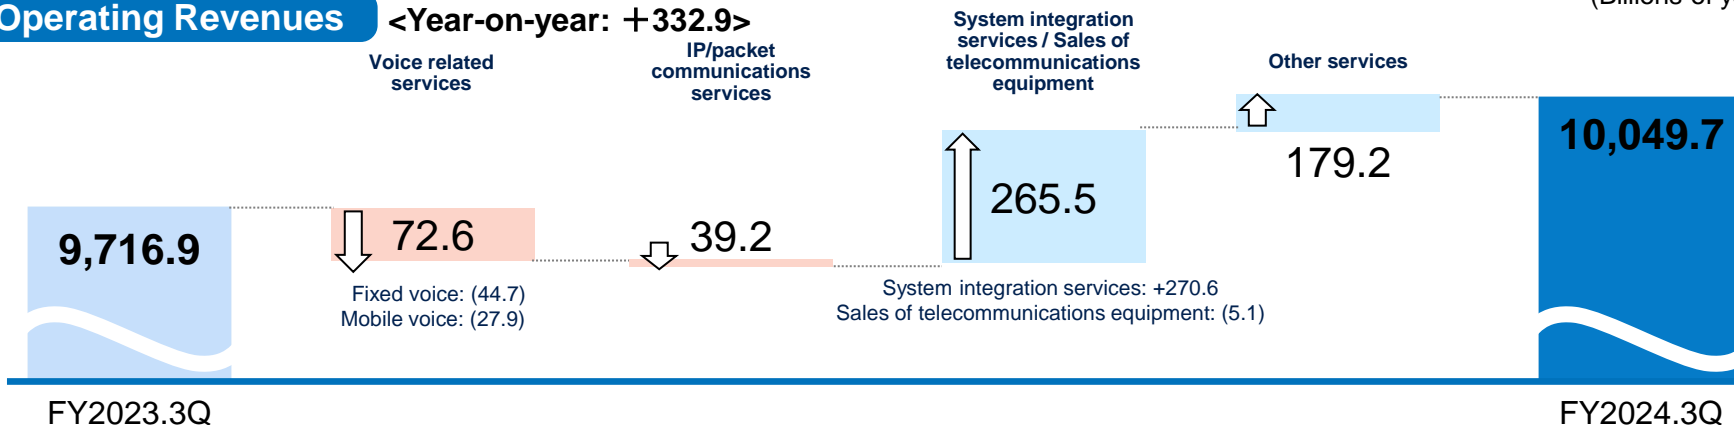 Operating Revenues
<Year-on-year: ＋332.9>
(Billions of
Voice related
services
IP/packet
communications
services
System integration
services / Sales of
telecommunications
equipment
Other services
9,716.9
72.6
39.2
265.5
179.2
10,049.7
Fixed voice: (44.7)
Mobile voice: (27.9)
System integration services: +270.6
Sales of telecommunications equipment: (5.1)
FY2023.3Q
FY2024.3Q